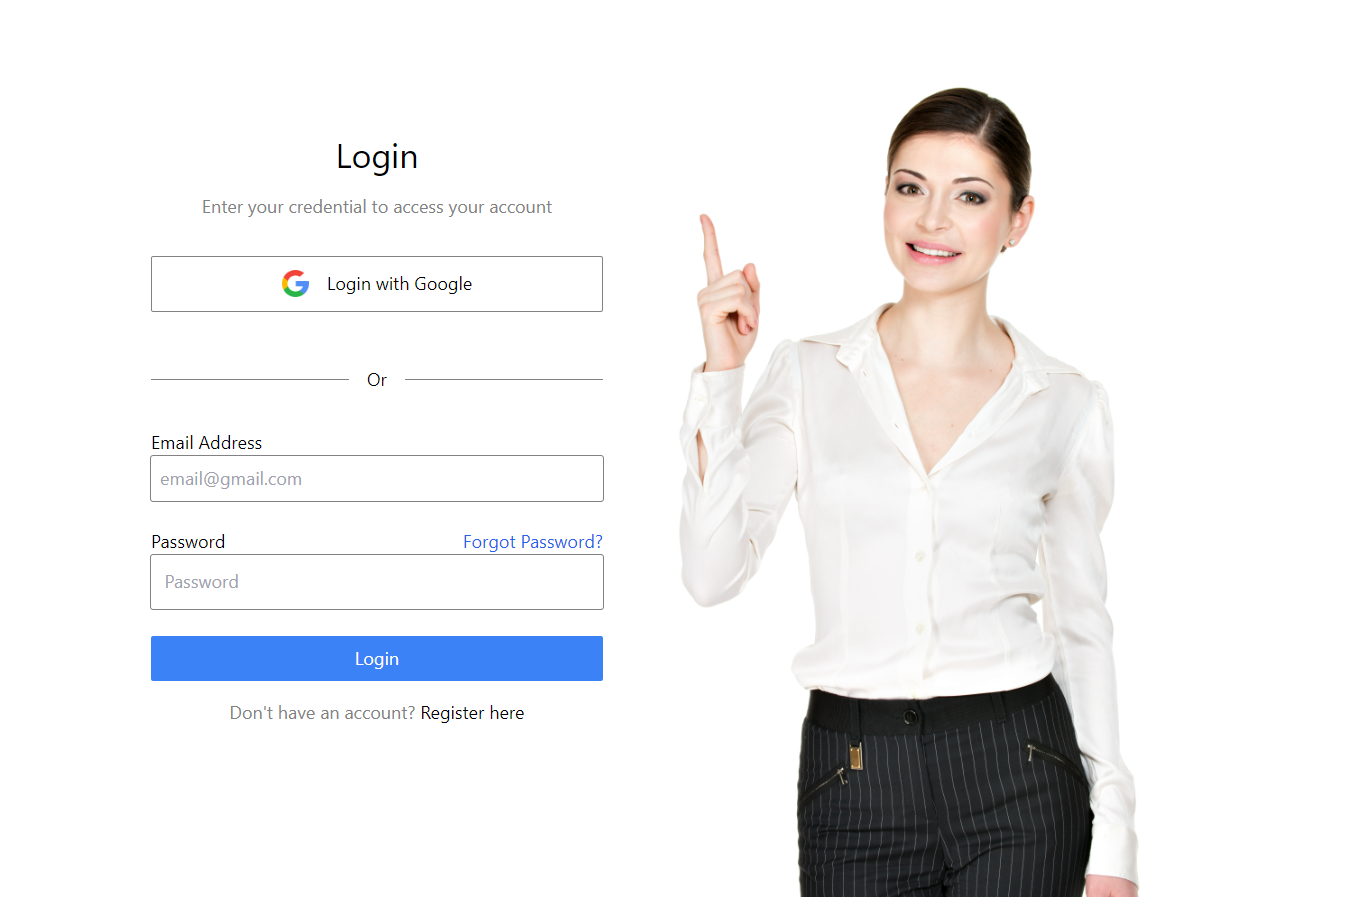 Login
Enter your credential to access your account
Login with Google
Or
Email Address
email@gmail.com
Password Forgot Password?
Password
Login
Don't have an account? Register here